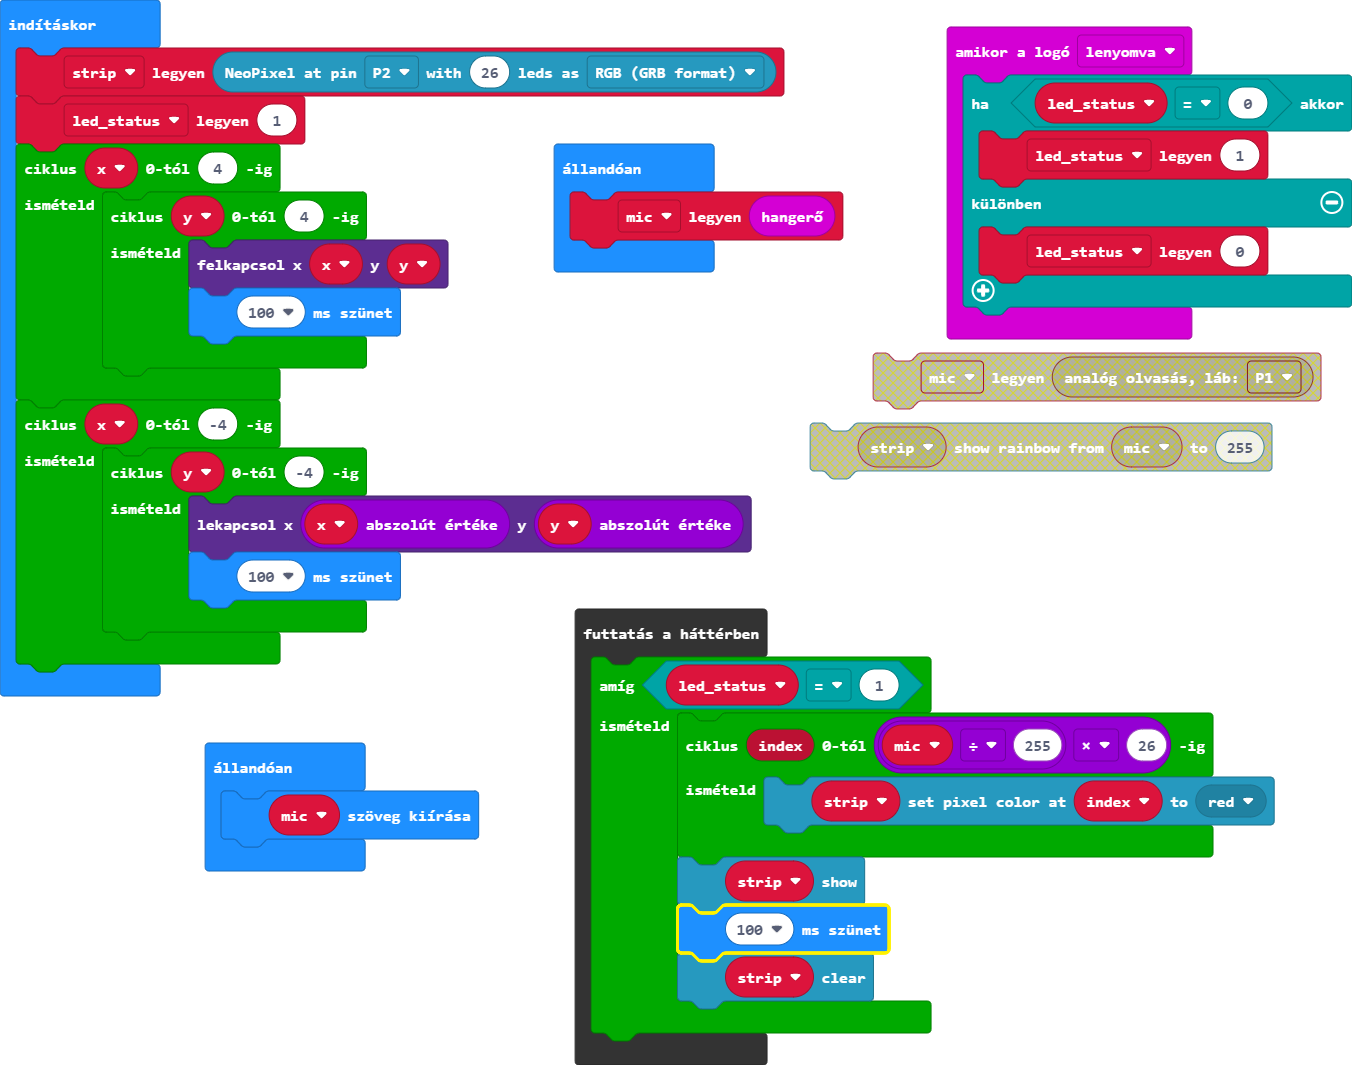 indításkor
strip legyen NeoPixel at pin P2 with 26 leds as RGB (GRB format)
led_status legyen 1
ciklus x 0-tól 4 -ig
ismételd
ciklus y 0-tól 4 -ig
ismételd
felkapcsol x x y y
100 ms szünet
ciklus x 0-tól -4 -ig
ismételd
ciklus y 0-tól -4 -ig
ismételd
lekapcsol x x abszolút értéke y y abszolút értéke
100 ms szünet
állandóan
mic legyen hangerő
amikor a logó lenyomva
ha led_status = 0 akkor
led_status legyen 1
különben
led_status legyen 0
mic legyen analóg olvasás, láb: P1
strip show rainbow from mic to 255
állandóan
mic szöveg kiírása
futtatás a háttérben
amíg led_status = 1
ismételd
ciklus index 0-tól mic ÷ 255 × 26 -ig
ismételd
strip set pixel color at index to red
strip show
100 ms szünet
strip clear